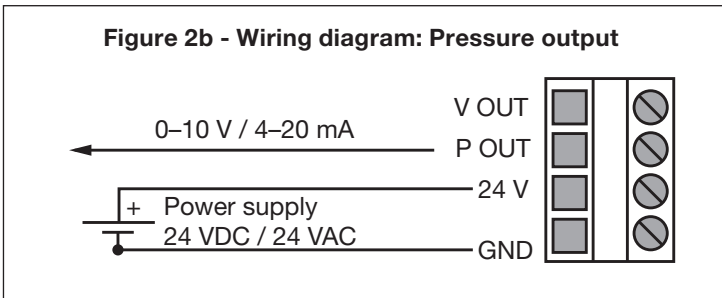 Figure 2b - Wiring diagram: Pressure output
V OUT
0–10 V / 4–20 mA
P OUT
24 V
+ Power supply
24 VDC / 24 VAC
GND